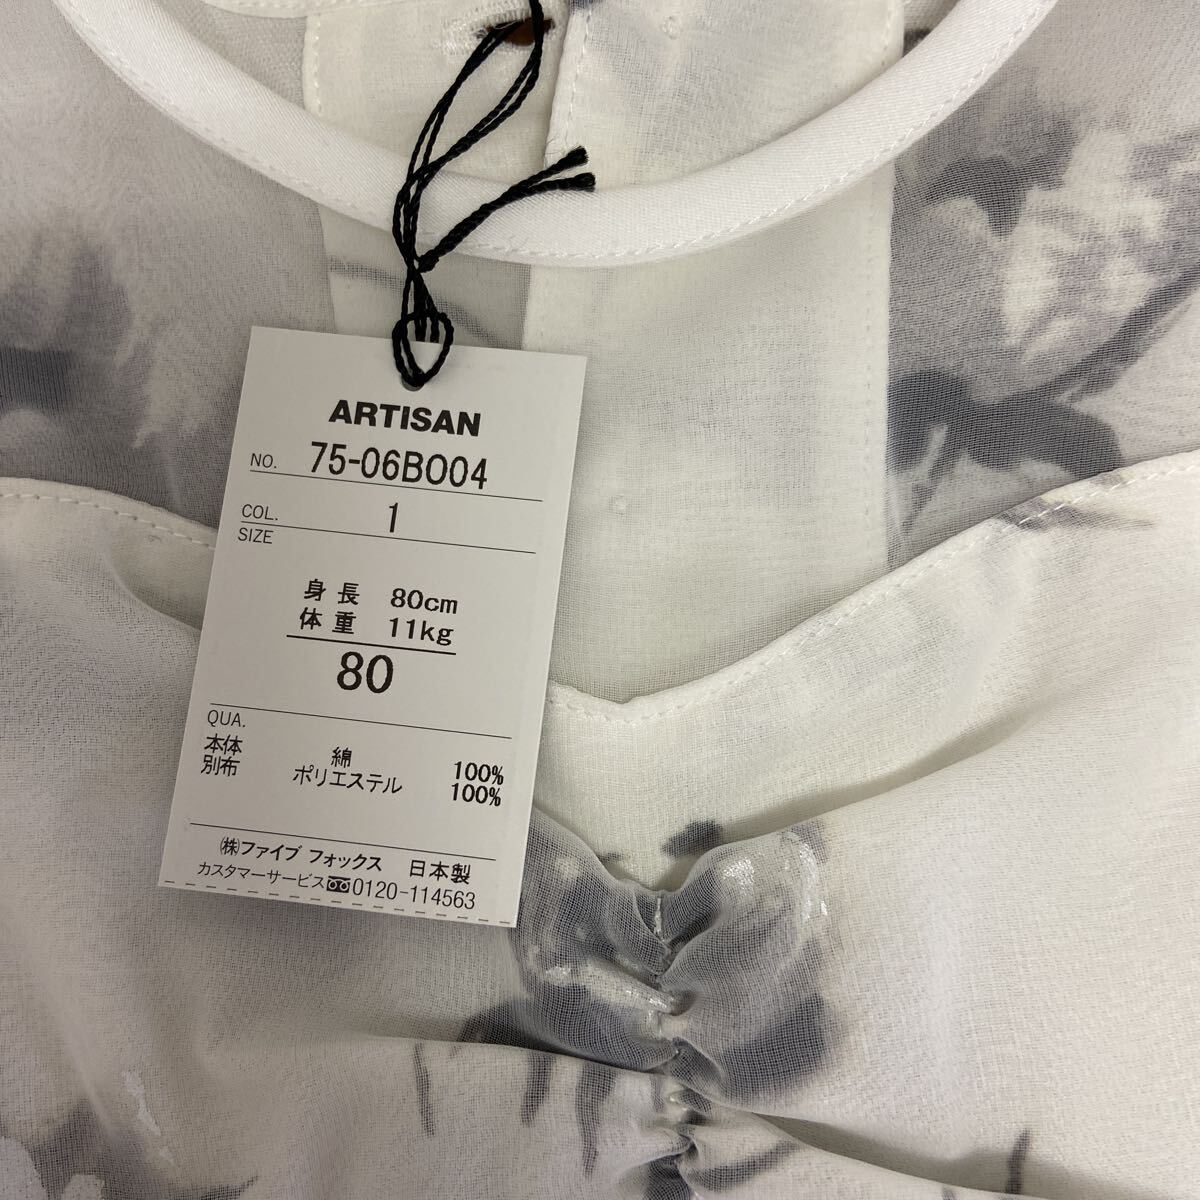 ARTISAN
NO. 75-06BO04
COL. 1
SIZE
身長 80cm
体重 11kg
80
QUA.
本体 綿 100%
別布 ポリエステル 100%
㈱ファイブ フォックス 日本製
カスタマーサービス 0120-114563